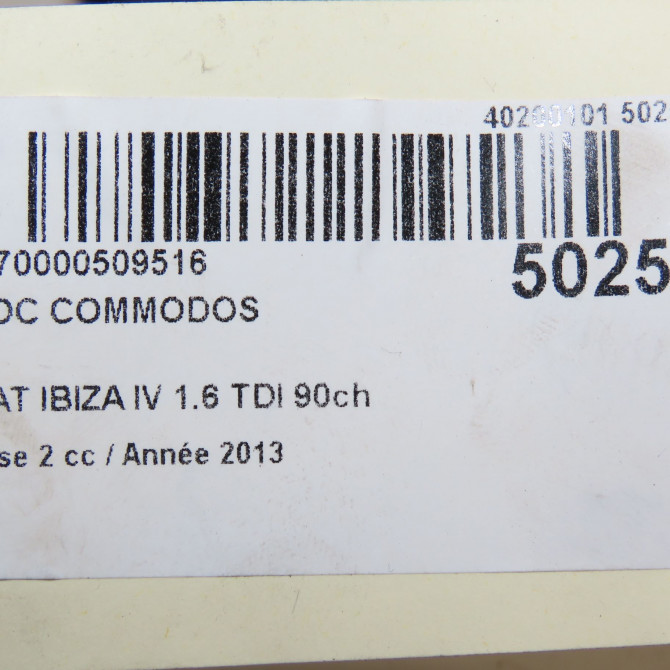 40200101 502
70000509516
5025
OC COMMODOS
AT IBIZA IV 1.6 TDI 90ch
se 2 cc / Année 2013